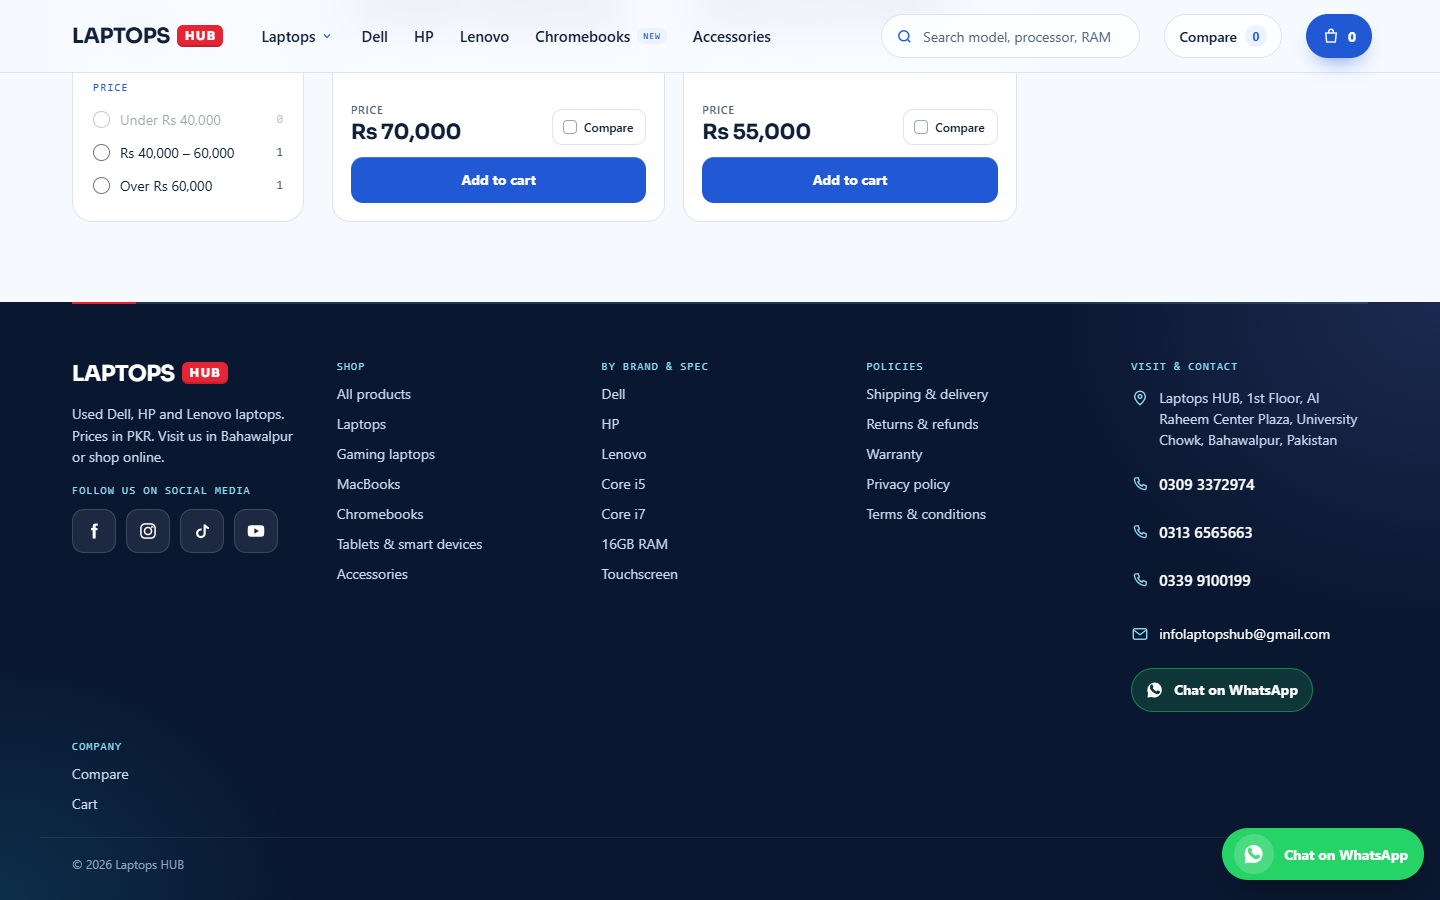 LAPTOPS HUB
Laptops
Dell
HP
Lenovo
Chromebooks NEW
Accessories
Search model, processor, RAM
Compare 0
0
PRICE
Under Rs 40,000 0
Rs 40,000 – 60,000 1
Over Rs 60,000 1
PRICE
Rs 70,000
Compare
Add to cart
PRICE
Rs 55,000
Compare
Add to cart
LAPTOPS HUB
Used Dell, HP and Lenovo laptops.
Prices in PKR. Visit us in Bahawalpur
or shop online.
FOLLOW US ON SOCIAL MEDIA
SHOP
All products
Laptops
Gaming laptops
MacBooks
Chromebooks
Tablets & smart devices
Accessories
BY BRAND & SPEC
Dell
HP
Lenovo
Core i5
Core i7
16GB RAM
Touchscreen
POLICIES
Shipping & delivery
Returns & refunds
Warranty
Privacy policy
Terms & conditions
VISIT & CONTACT
Laptops HUB, 1st Floor, Al
Raheem Center Plaza, University
Chowk, Bahawalpur, Pakistan
0309 3372974
0313 6565663
0339 9100199
infolaptopshub@gmail.com
Chat on WhatsApp
COMPANY
Compare
Cart
© 2026 Laptops HUB
Chat on WhatsApp